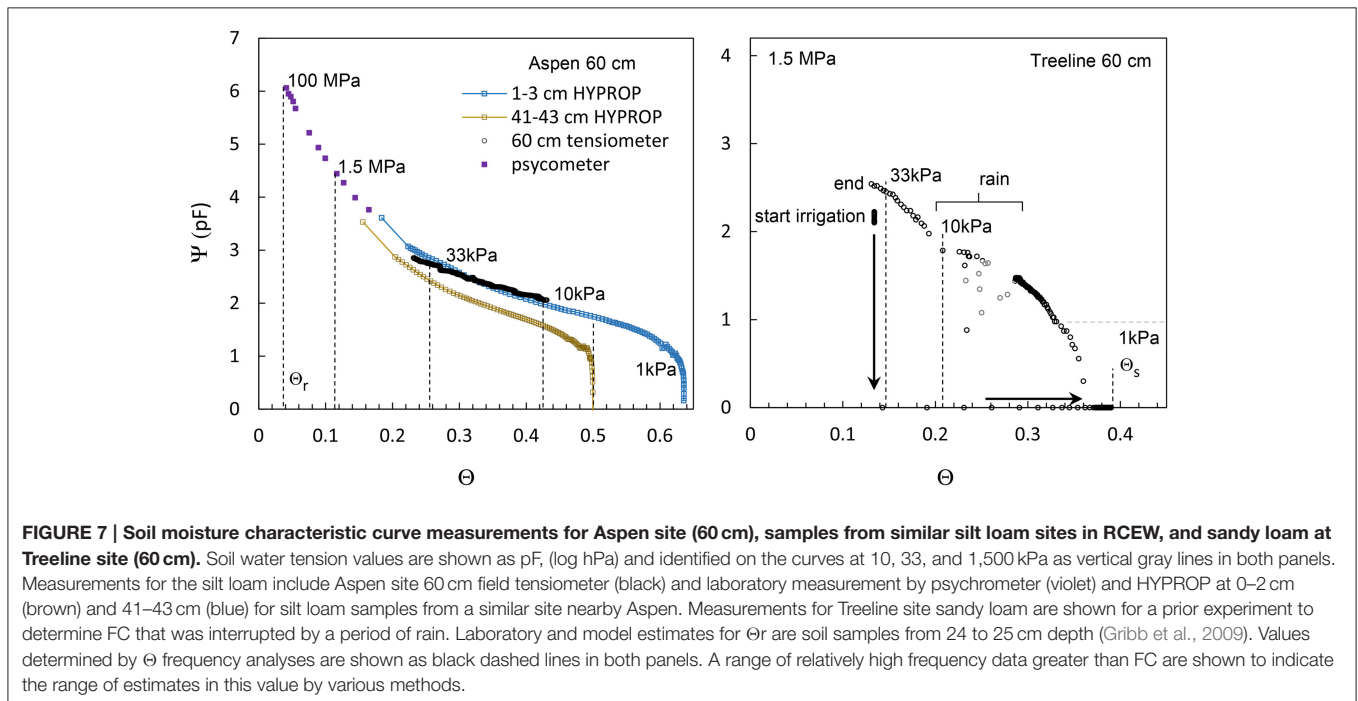 7
6
5
4
3
2
1
0
Ψ (pF)
100 MPa
1.5 MPa
33kPa
10kPa
1kPa
Θr
Aspen 60 cm
1-3 cm HYPROP
41-43 cm HYPROP
60 cm tensiometer
psycometer
0 0.1 0.2 0.3 0.4 0.5 0.6
Θ
4
3
2
1
0
1.5 MPa
Treeline 60 cm
end
33kPa
rain
start irrigation
10kPa
1kPa
Θs
0 0.1 0.2 0.3 0.4
Θ
FIGURE 7 | Soil moisture characteristic curve measurements for Aspen site (60 cm), samples from similar silt loam sites in RCEW, and sandy loam at
Treeline site (60 cm). Soil water tension values are shown as pF, (log hPa) and identified on the curves at 10, 33, and 1,500 kPa as vertical gray lines in both panels.
Measurements for the silt loam include Aspen site 60 cm field tensiometer (black) and laboratory measurement by psychrometer (violet) and HYPROP at 0–2 cm
(brown) and 41–43 cm (blue) for silt loam samples from a similar site nearby Aspen. Measurements for Treeline site sandy loam are shown for a prior experiment to
determine FC that was interrupted by a period of rain. Laboratory and model estimates for Θr are soil samples from 24 to 25 cm depth (Gribb et al., 2009). Values
determined by Θ frequency analyses are shown as black dashed lines in both panels. A range of relatively high frequency data greater than FC are shown to indicate
the range of estimates in this value by various methods.